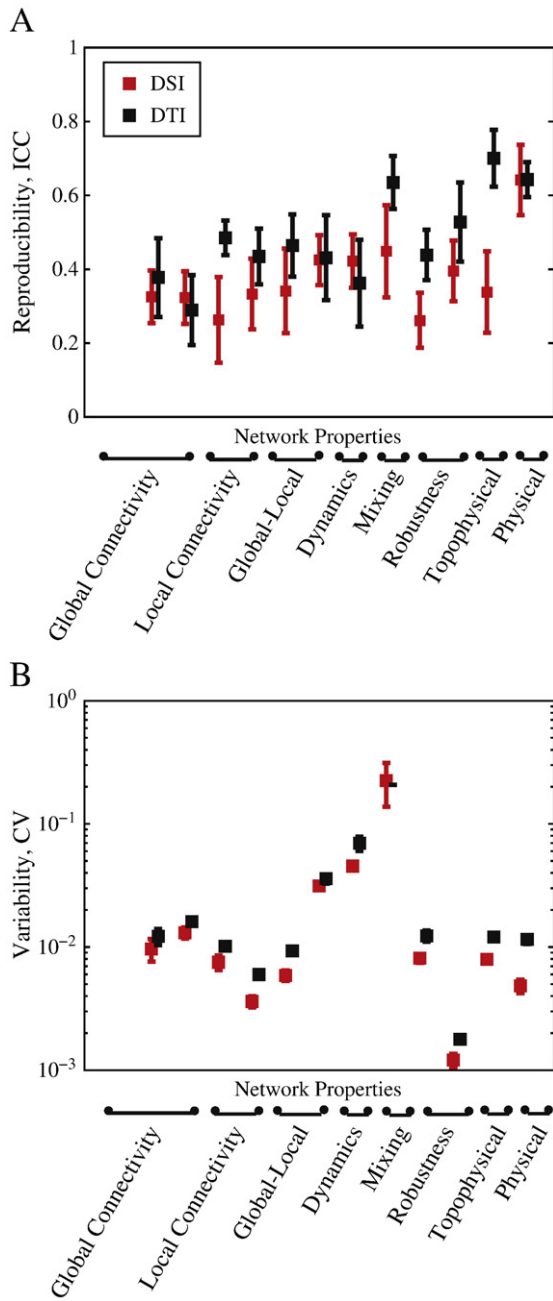 A
Reproducibility, ICC
1
0.8
0.6
0.4
0.2
0
DSI
DTI
Network Properties
Global Connectivity
Local Connectivity
Global-Local
Dynamics
Mixing
Robustness
Topophysical
Physical
B
Variability, CV
10⁰
10⁻¹
10⁻²
10⁻³
Network Properties
Global Connectivity
Local Connectivity
Global-Local
Dynamics
Mixing
Robustness
Topophysical
Physical